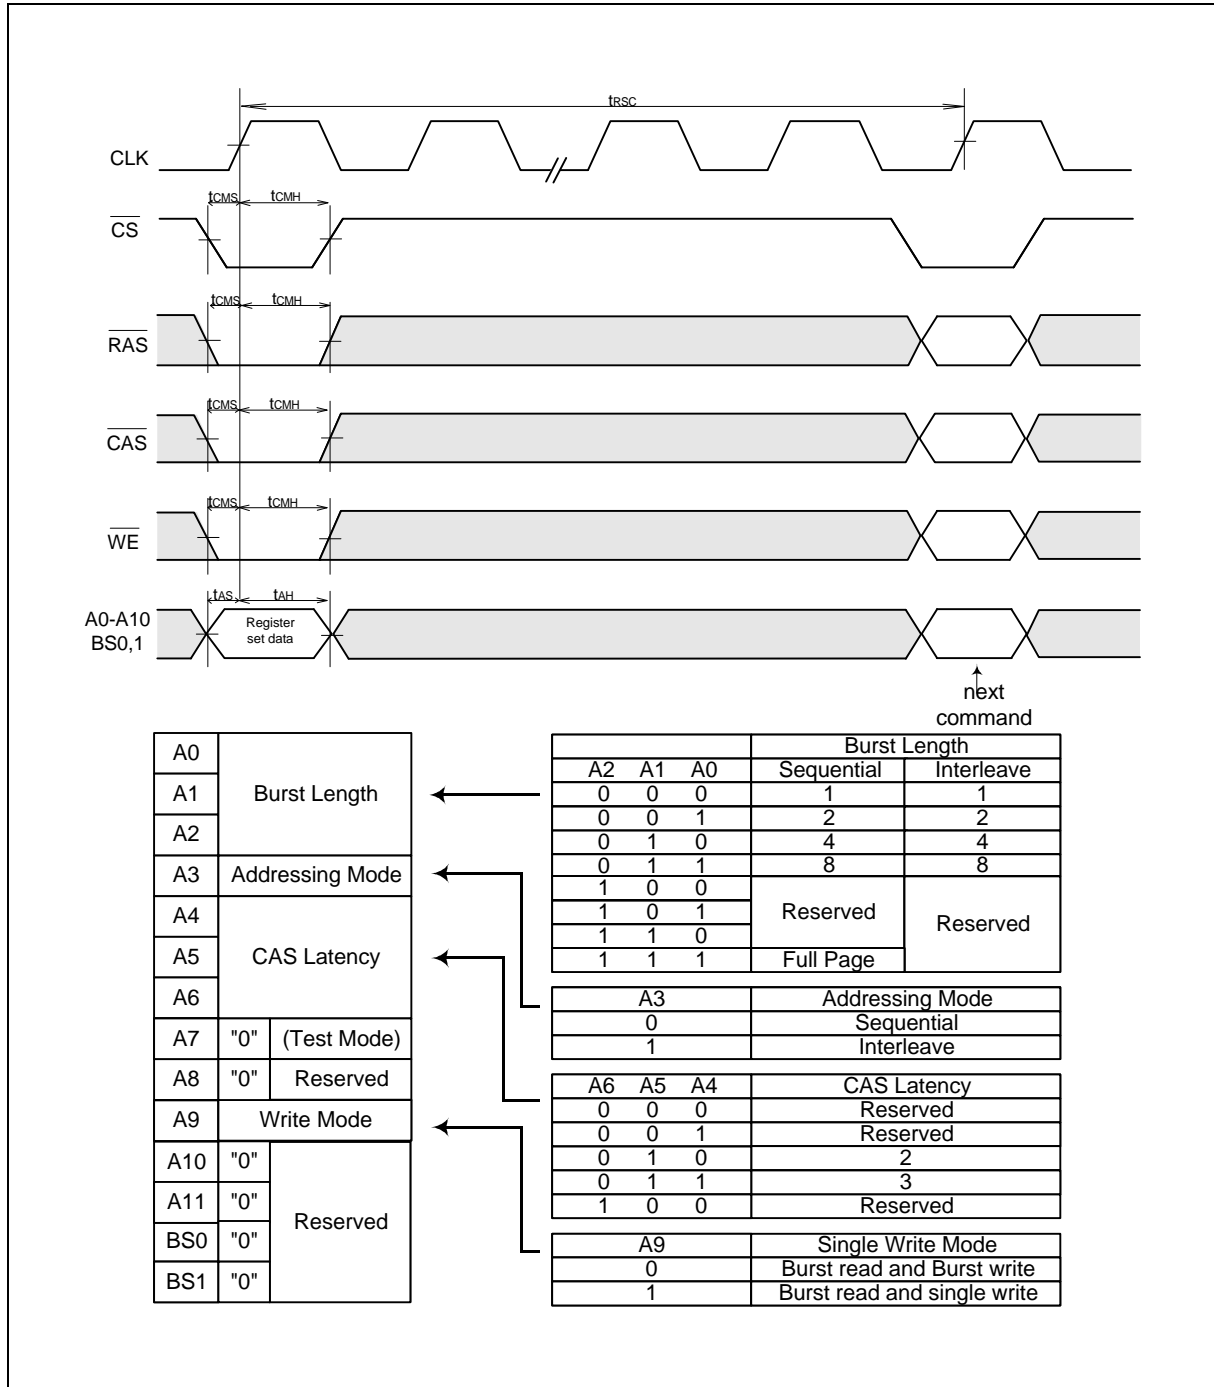 tRSC
CLK
tCMS tCMH
CS
tCMS tCMH
RAS
tCMS tCMH
CAS
tCMS tCMH
WE
tAS tAH
A0-A10
BS0,1
Register
set data
next
command
A0
A1 Burst Length
A2
A3 Addressing Mode
A4
A5 CAS Latency
A6
A7 "0" (Test Mode)
A8 "0" Reserved
A9 Write Mode
A10 "0"
A11 "0"
Reserved
BS0 "0"
BS1 "0"
Burst Length
A2 A1 A0 Sequential Interleave
0 0 0 1 1
0 0 1 2 2
0 1 0 4 4
0 1 1 8 8
1 0 0
1 0 1 Reserved Reserved
1 1 0
1 1 1 Full Page
A3 Addressing Mode
0 Sequential
1 Interleave
A6 A5 A4 CAS Latency
0 0 0 Reserved
0 0 1 Reserved
0 1 0 2
0 1 1 3
1 0 0 Reserved
A9 Single Write Mode
0 Burst read and Burst write
1 Burst read and single write